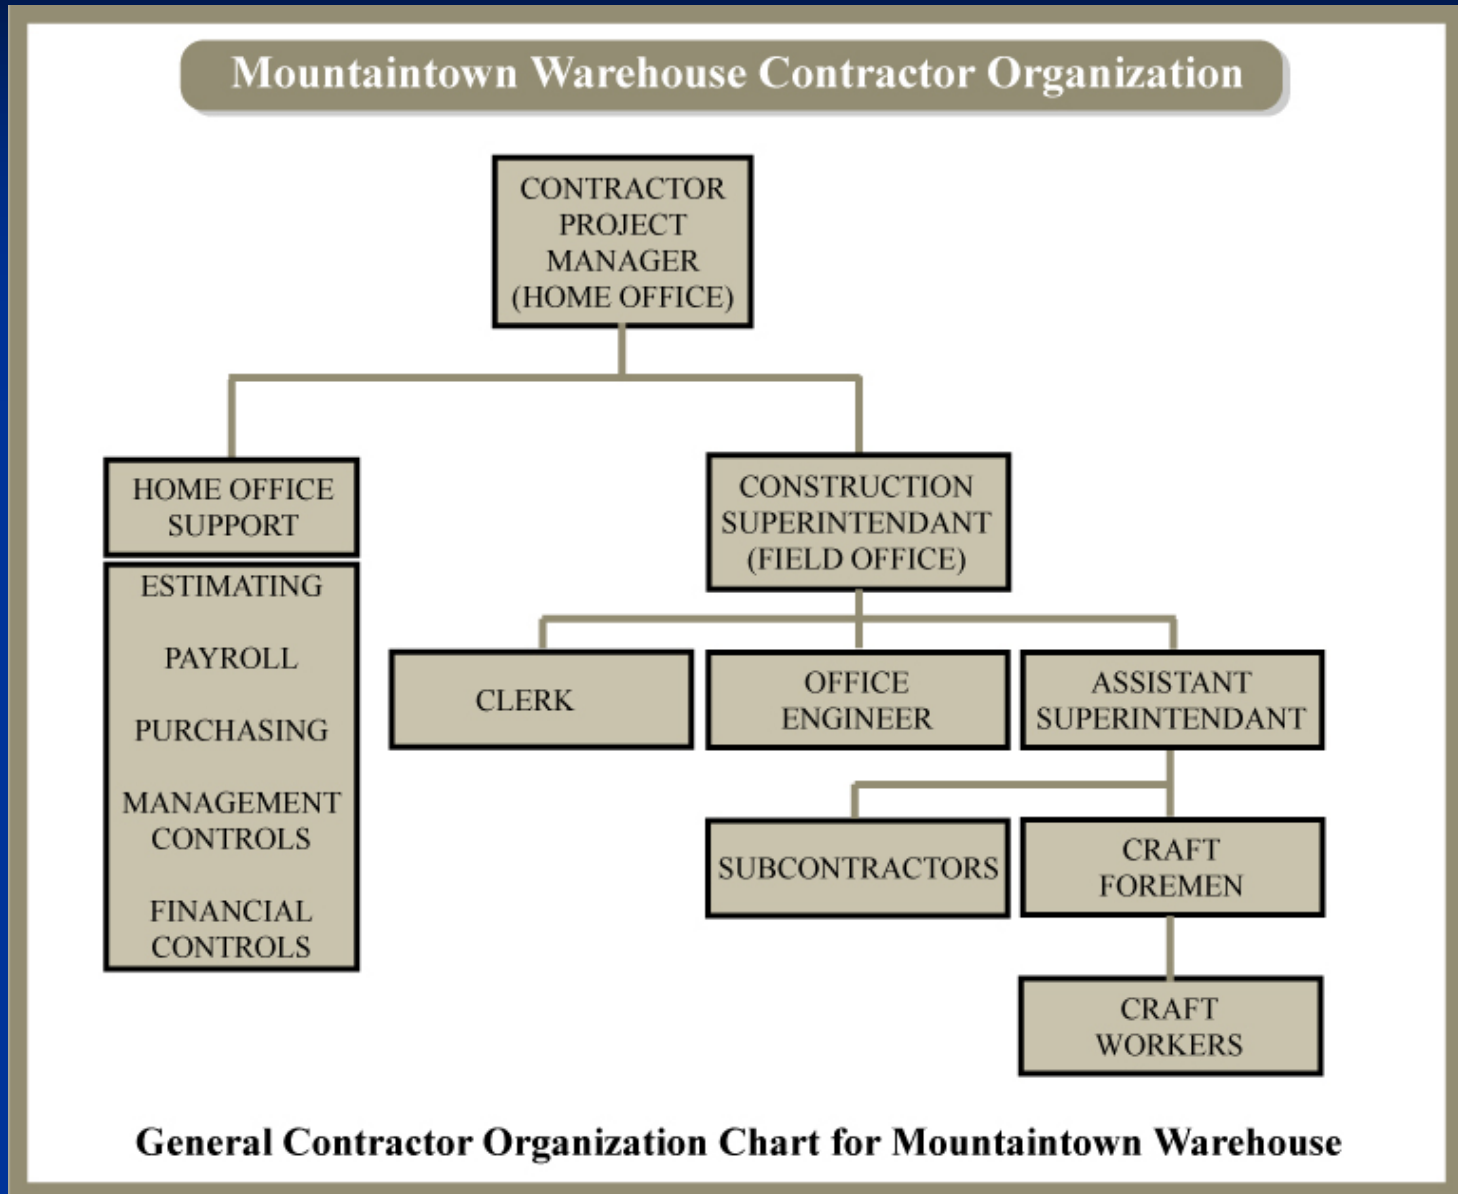 Mountaintown Warehouse Contractor Organization
CONTRACTOR
PROJECT
MANAGER
(HOME OFFICE)
HOME OFFICE
SUPPORT
ESTIMATING
PAYROLL
PURCHASING
MANAGEMENT
CONTROLS
FINANCIAL
CONTROLS
CONSTRUCTION
SUPERINTENDANT
(FIELD OFFICE)
CLERK
OFFICE
ENGINEER
ASSISTANT
SUPERINTENDANT
SUBCONTRACTORS
CRAFT
FOREMEN
CRAFT
WORKERS
General Contractor Organization Chart for Mountaintown Warehouse